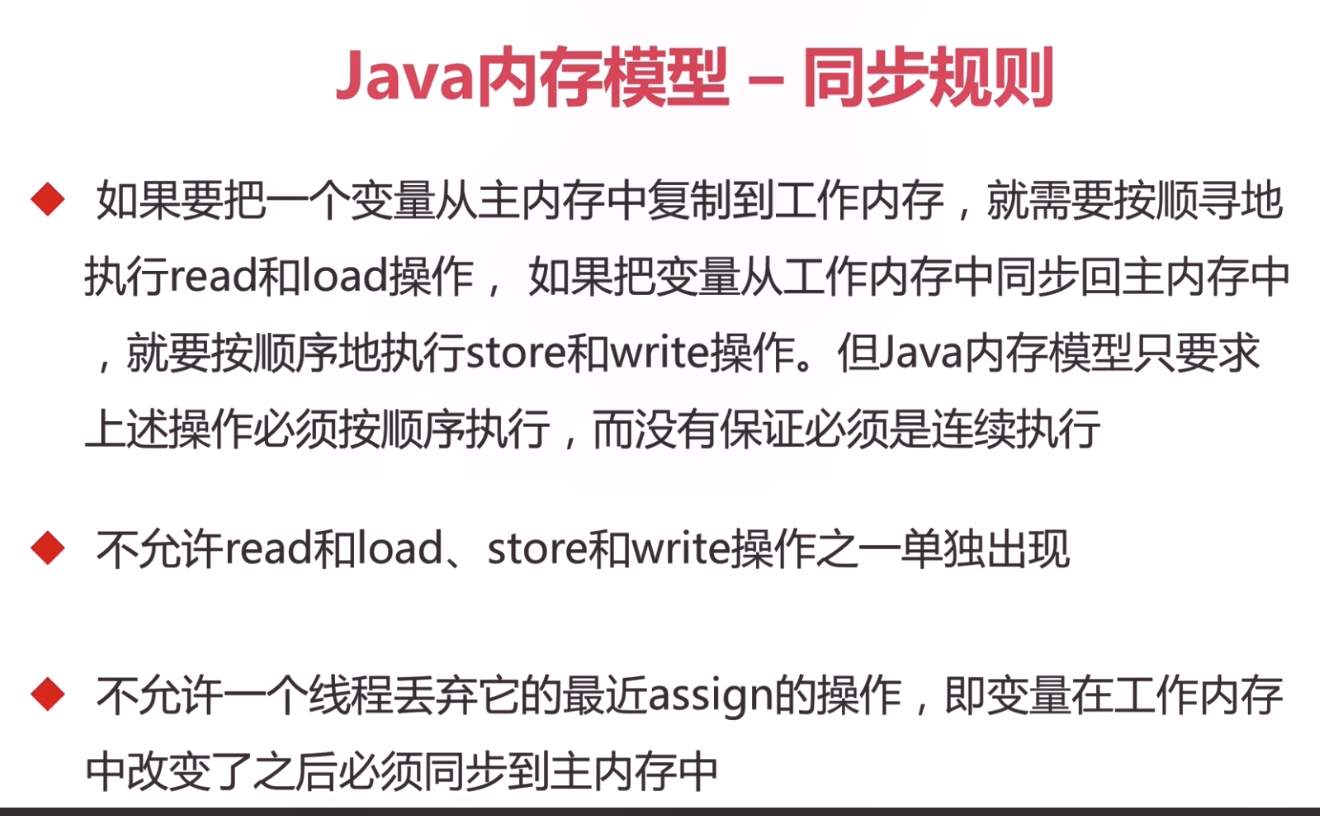 Java内存模型 – 同步规则
如果要把一个变量从主内存中复制到工作内存，就需要按顺寻地
执行read和load操作， 如果把变量从工作内存中同步回主内存中
，就要按顺序地执行store和write操作。但Java内存模型只要求
上述操作必须按顺序执行，而没有保证必须是连续执行
不允许read和load、store和write操作之一单独出现
不允许一个线程丢弃它的最近assign的操作，即变量在工作内存
中改变了之后必须同步到主内存中